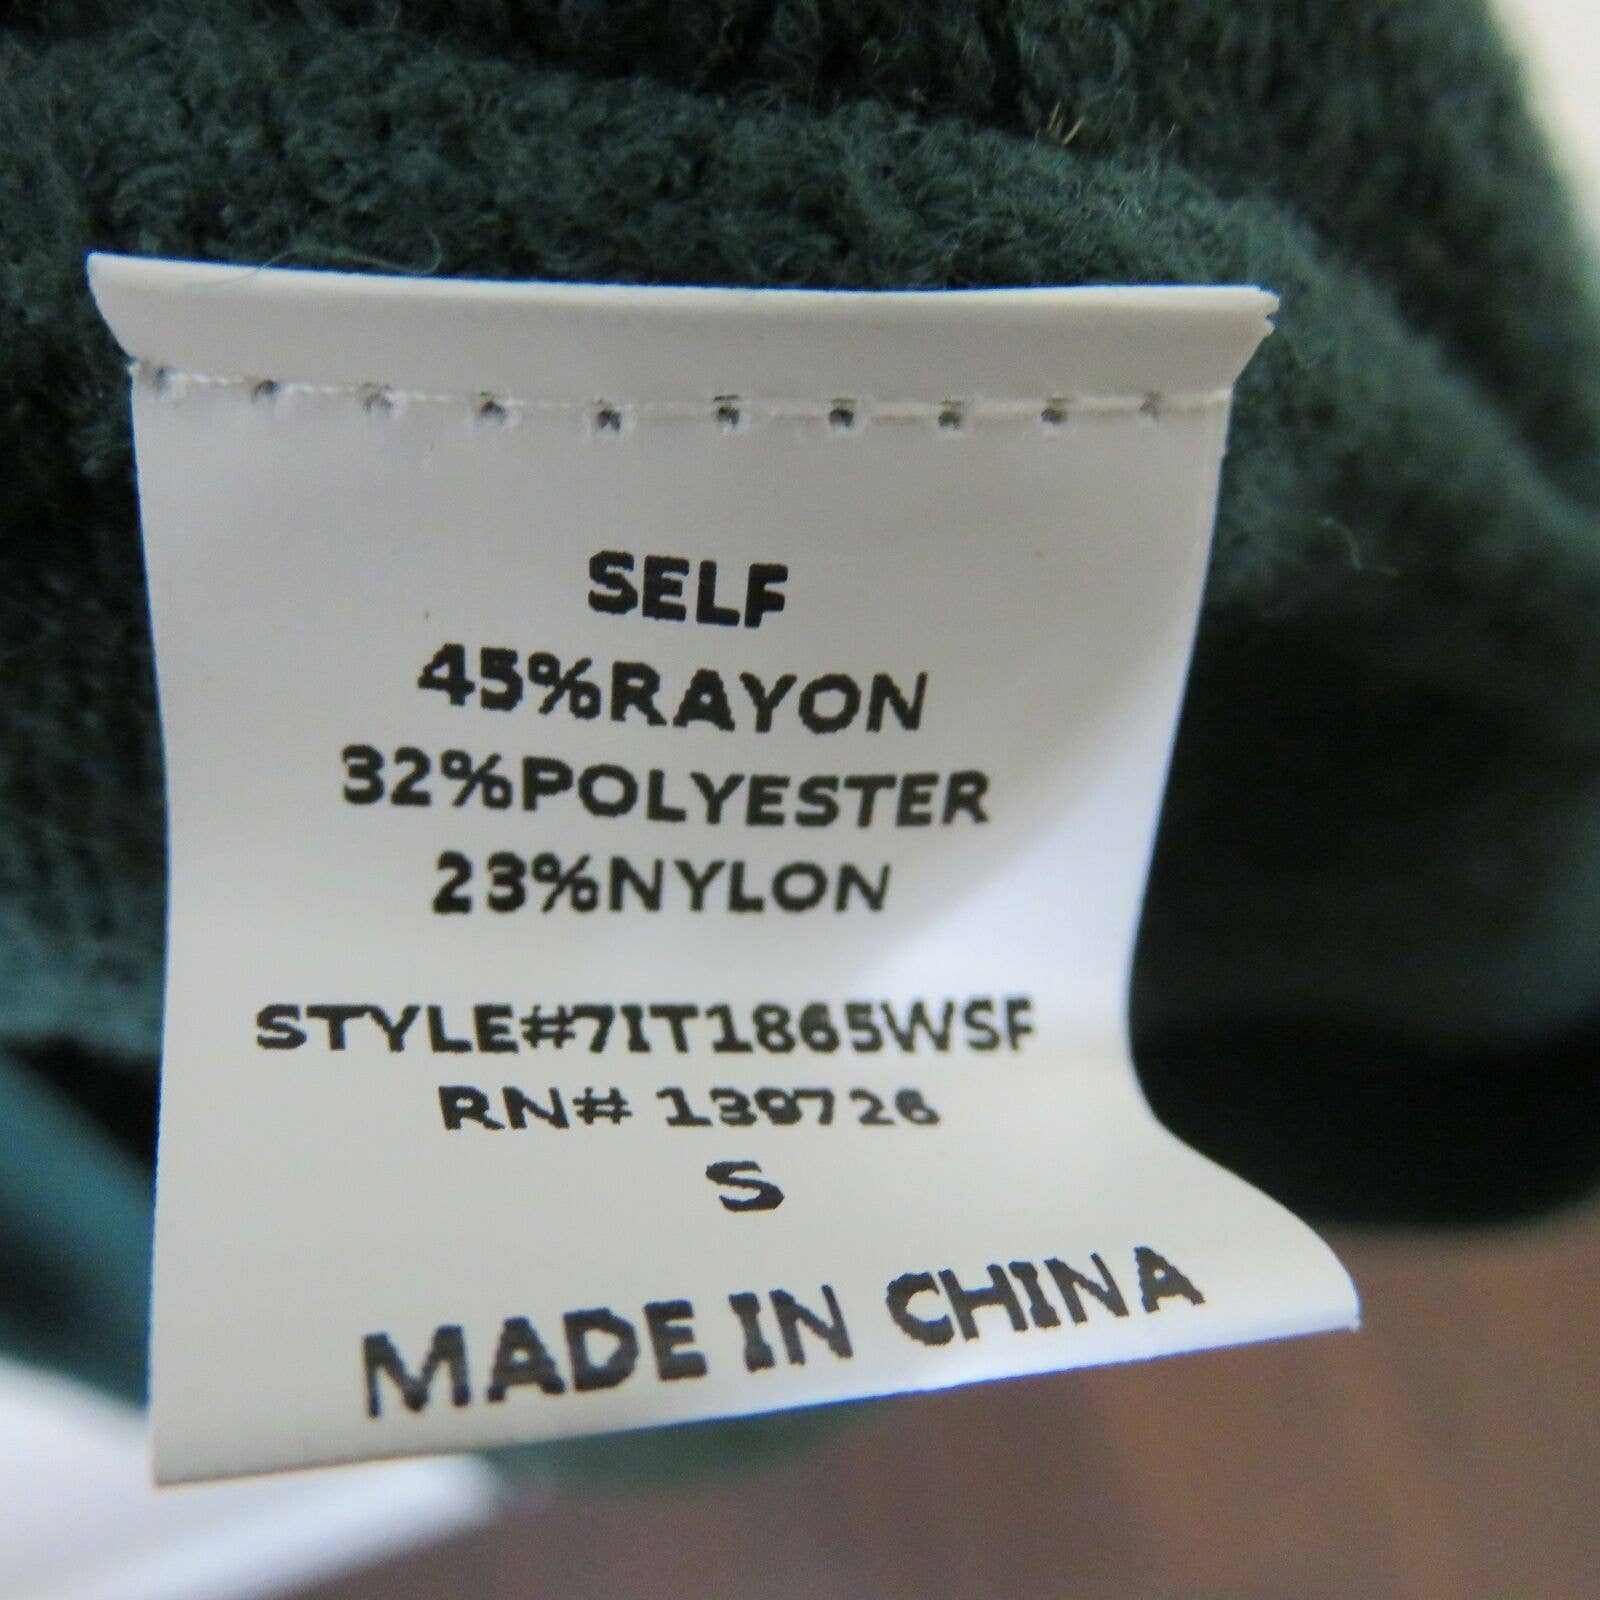 SELF
45%RAYON
32%POLYESTER
23%NYLON
STYLE#7IT1865WSF
RN# 139726
S
MADE IN CHINA